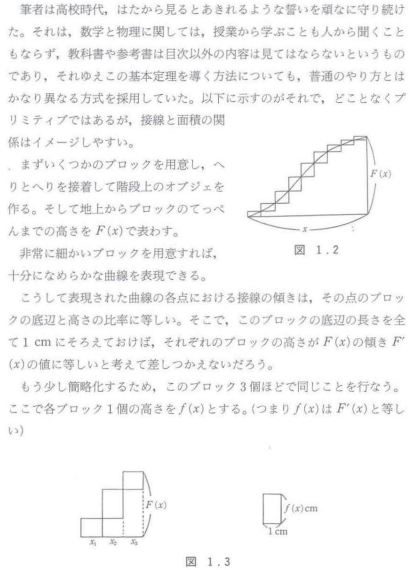 筆者は高校時代，はたから見るとあきれるような誓いを頑なに守り続け
た。それは，数学と物理に関しては，授業から学ぶことも人から聞くこと
もならず，教科書や参考書は目次以外の内容は見てはならないというもの
であり，それゆえこの基本定理を導く方法についても，普通のやり方とは
かなり異なる方式を採用していた。以下に示すのがそれで，どことなくプ
リミティブではあるが，接線と面積の関
係はイメージしやすい。
まずいくつかのブロックを用意し，へ
りとへりを接着して階段上のオブジェを
作る。そして地上からブロックのてっぺ
んまでの高さを F(x) で表わす。
非常に細かいブロックを用意すれば，
十分になめらかな曲線を表現できる。
F(x)
x
図 1.2
こうして表現された曲線の各点における接線の傾きは，その点のブロッ
クの底辺と高さの比率に等しい。そこで，このブロックの底辺の長さを全
て 1 cm にそろえておけば，それぞれのブロックの高さが F(x) の傾き F′
(x) の値に等しいと考えて差しつかえないだろう。
もう少し簡略化するため，このブロック 3 個ほどで同じことを行なう。
ここで各ブロック 1 個の高さを f(x) とする。(つまり f(x) は F′(x) と等し
い)
F(x)
x₁ x₂ x₃
f(x)cm
1cm
図 1.3